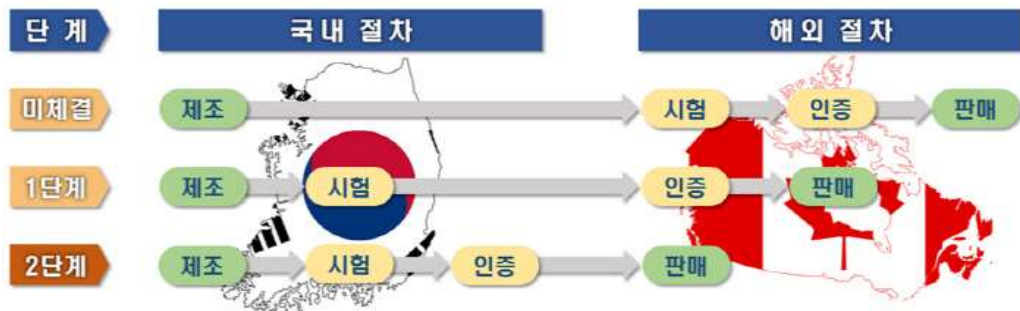 단 계 국내 절차 해외 절차
미체결 제조 시험 인증 판매
1단계 제조 시험 인증 판매
2단계 제조 시험 인증 판매